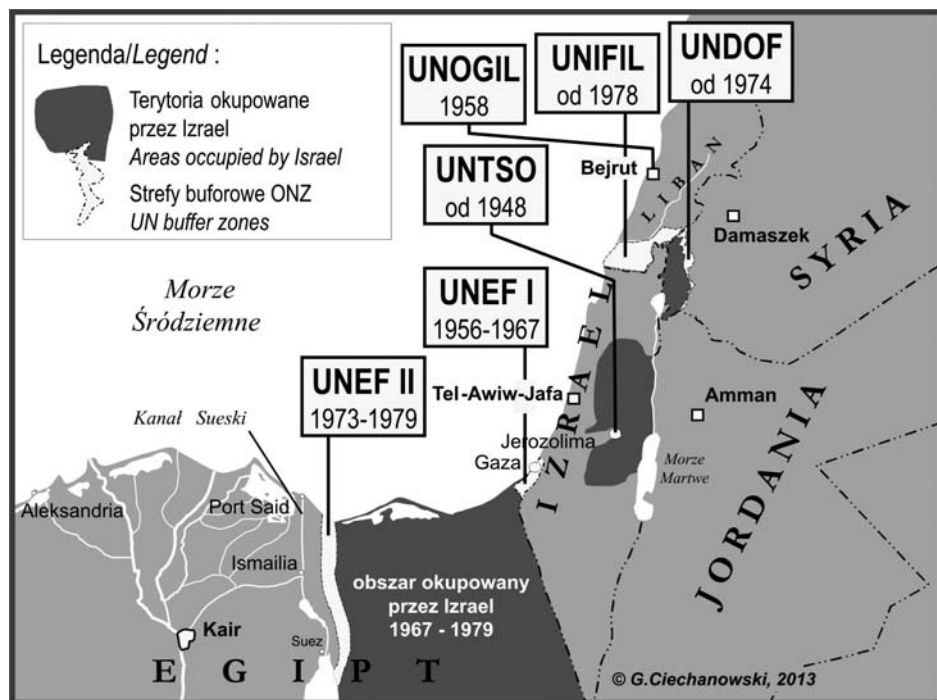 Legenda/Legend :
Terytoria okupowane
przez Izrael
Areas occupied by Israel
Strefy buforowe ONZ
UN buffer zones
UNOGIL
1958
UNIFIL
od 1978
UNDOF
od 1974
UNTSO
od 1948
UNEF I
1956-1967
UNEF II
1973-1979
Bejrut
LIBAN
Damaszek
SYRIA
Morze
Śródziemne
IZRAEL
Tel-Awiw-Jafa
Amman
Kanał Sueski
Jerozolima
Gaza
Morze
Martwe
JORDANIA
Aleksandria
Port Said
Ismailia
obszar okupowany
przez Izrael
1967 - 1979
Kair
Suez
EGIPT
© G.Ciechanowski, 2013